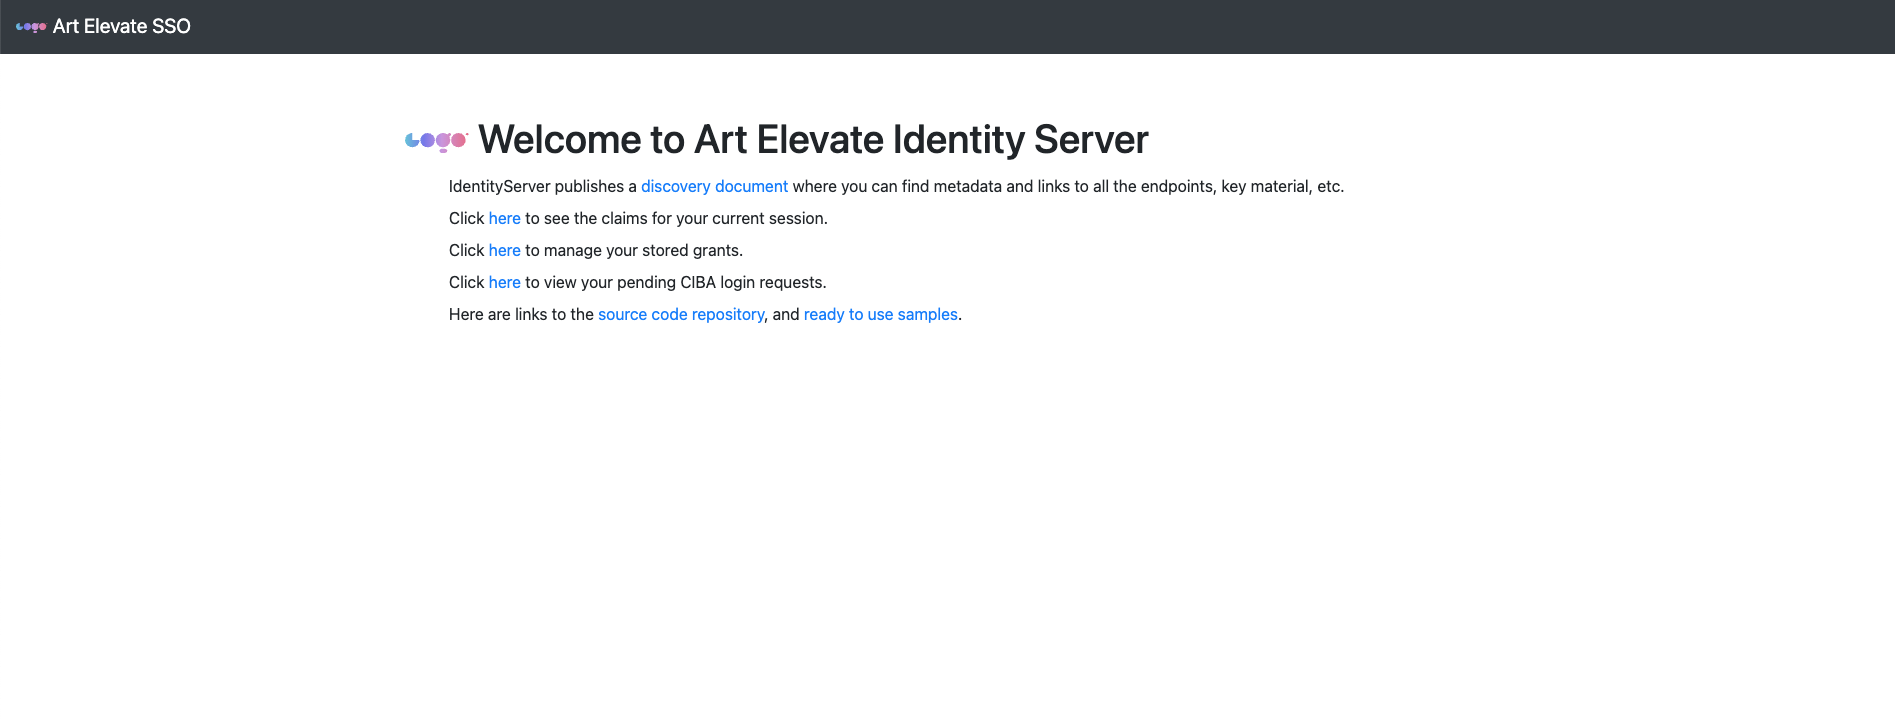 Logo Art Elevate SSO
Logo Welcome to Art Elevate Identity Server
IdentityServer publishes a discovery document where you can find metadata and links to all the endpoints, key material, etc.
Click here to see the claims for your current session.
Click here to manage your stored grants.
Click here to view your pending CIBA login requests.
Here are links to the source code repository, and ready to use samples.